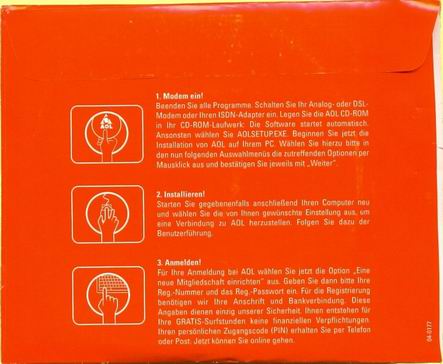 1. Modem ein!
Beenden Sie alle Programme. Schalten Sie Ihr Analog- oder DSL-
Modem oder Ihren ISDN-Adapter ein. Legen Sie die AOL CD-ROM
in Ihr CD-ROM-Laufwerk: Die Software startet automatisch.
Ansonsten wählen Sie AOLSETUP.EXE. Beginnen Sie jetzt die
Installation von AOL auf Ihrem PC. Wählen Sie hierzu bitte in
den nun folgenden Auswahlmenüs die zutreffenden Optionen per
Mausklick aus und bestätigen Sie jeweils mit „Weiter".
AOL
2. Installieren!
Starten Sie gegebenenfalls anschließend Ihren Computer neu
und wählen Sie die von Ihnen gewünschte Einstellung aus, um
eine Verbindung zu AOL herzustellen. Folgen Sie dazu der
Benutzerführung.
3. Anmelden!
Für Ihre Anmeldung bei AOL wählen Sie jetzt die Option „Eine
neue Mitgliedschaft einrichten" aus. Geben Sie dann bitte Ihre
Reg.-Nummer und das Reg.-Passwort ein. Für die Registrierung
benötigen wir Ihre Anschrift und Bankverbindung. Diese
Angaben dienen einzig unserer Sicherheit. Ihnen entstehen für
Ihre GRATIS-Surfstunden keine finanziellen Verpflichtungen
Ihren persönlichen Zugangscode (PIN) erhalten Sie per Telefon
oder Post. Jetzt können Sie online gehen.
04-0177